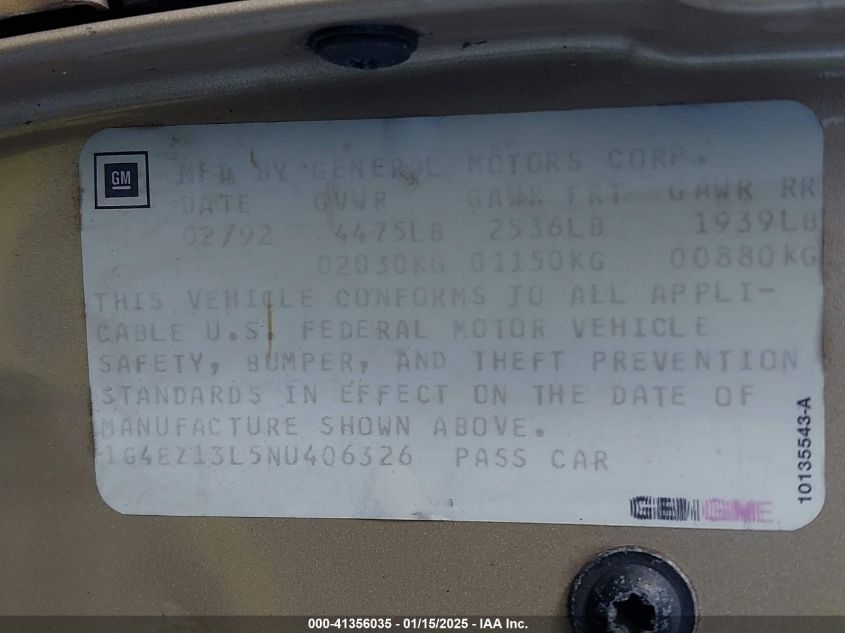 GM
MFD BY GENERAL MOTORS CORP.
DATE GVWR GAWR FRT GAWR RR
02/92 4475LB 2536LB 1939LB
02030KG 01150KG 00880KG
THIS VEHICLE CONFORMS TO ALL APPLI-
CABLE U.S. FEDERAL MOTOR VEHICLE
SAFETY, BUMPER, AND THEFT PREVENTION
STANDARDS IN EFFECT ON THE DATE OF
MANUFACTURE SHOWN ABOVE.
1G4EZ13L5NU406326 PASS CAR
10135543-A
000-41356035 - 01/15/2025 - IAA Inc.